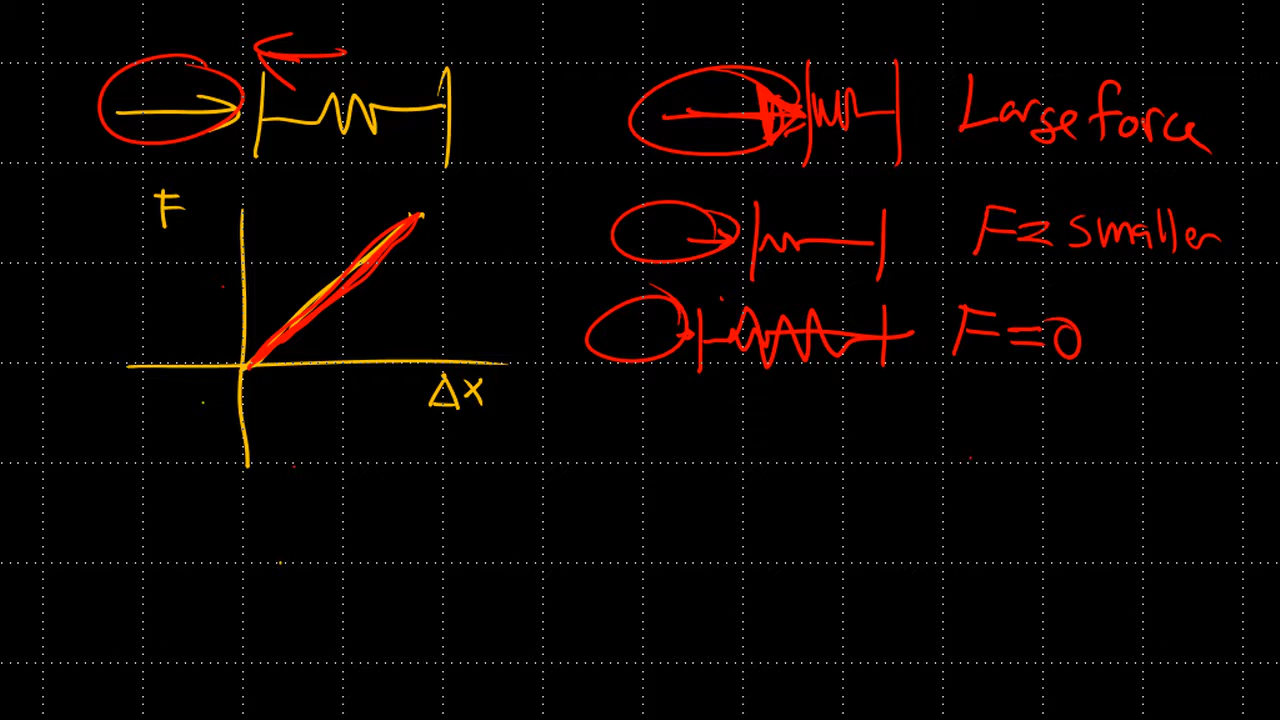 Large force
F
F= smaller
F=0
Δx